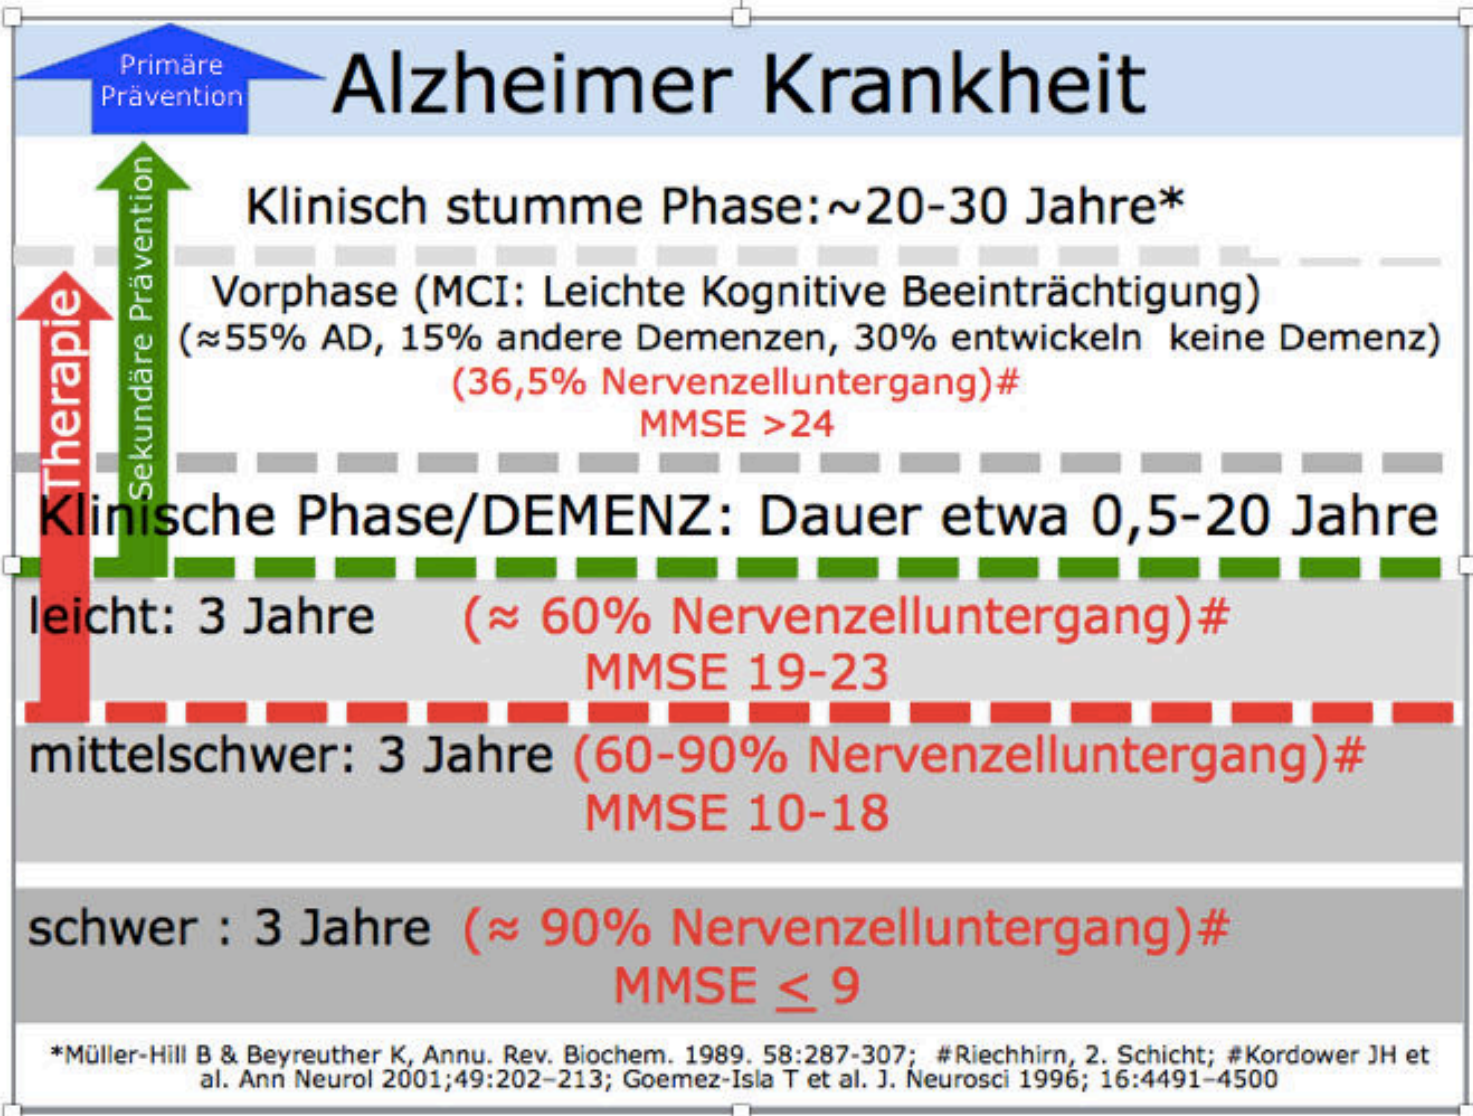 Primäre
Prävention
Alzheimer Krankheit
Sekundäre Prävention
Therapie
Klinisch stumme Phase:~20-30 Jahre*
Vorphase (MCI: Leichte Kognitive Beeinträchtigung)
(≈55% AD, 15% andere Demenzen, 30% entwickeln keine Demenz)
(36,5% Nervenzelluntergang)#
MMSE >24
Klinische Phase/DEMENZ: Dauer etwa 0,5-20 Jahre
leicht: 3 Jahre (≈ 60% Nervenzelluntergang)#
MMSE 19-23
mittelschwer: 3 Jahre (60-90% Nervenzelluntergang)#
MMSE 10-18
schwer : 3 Jahre (≈ 90% Nervenzelluntergang)#
MMSE ≤ 9
*Müller-Hill B & Beyreuther K, Annu. Rev. Biochem. 1989. 58:287-307; #Riechhirn, 2. Schicht; #Kordower JH et
al. Ann Neurol 2001;49:202–213; Goemez-Isla T et al. J. Neurosci 1996; 16:4491–4500